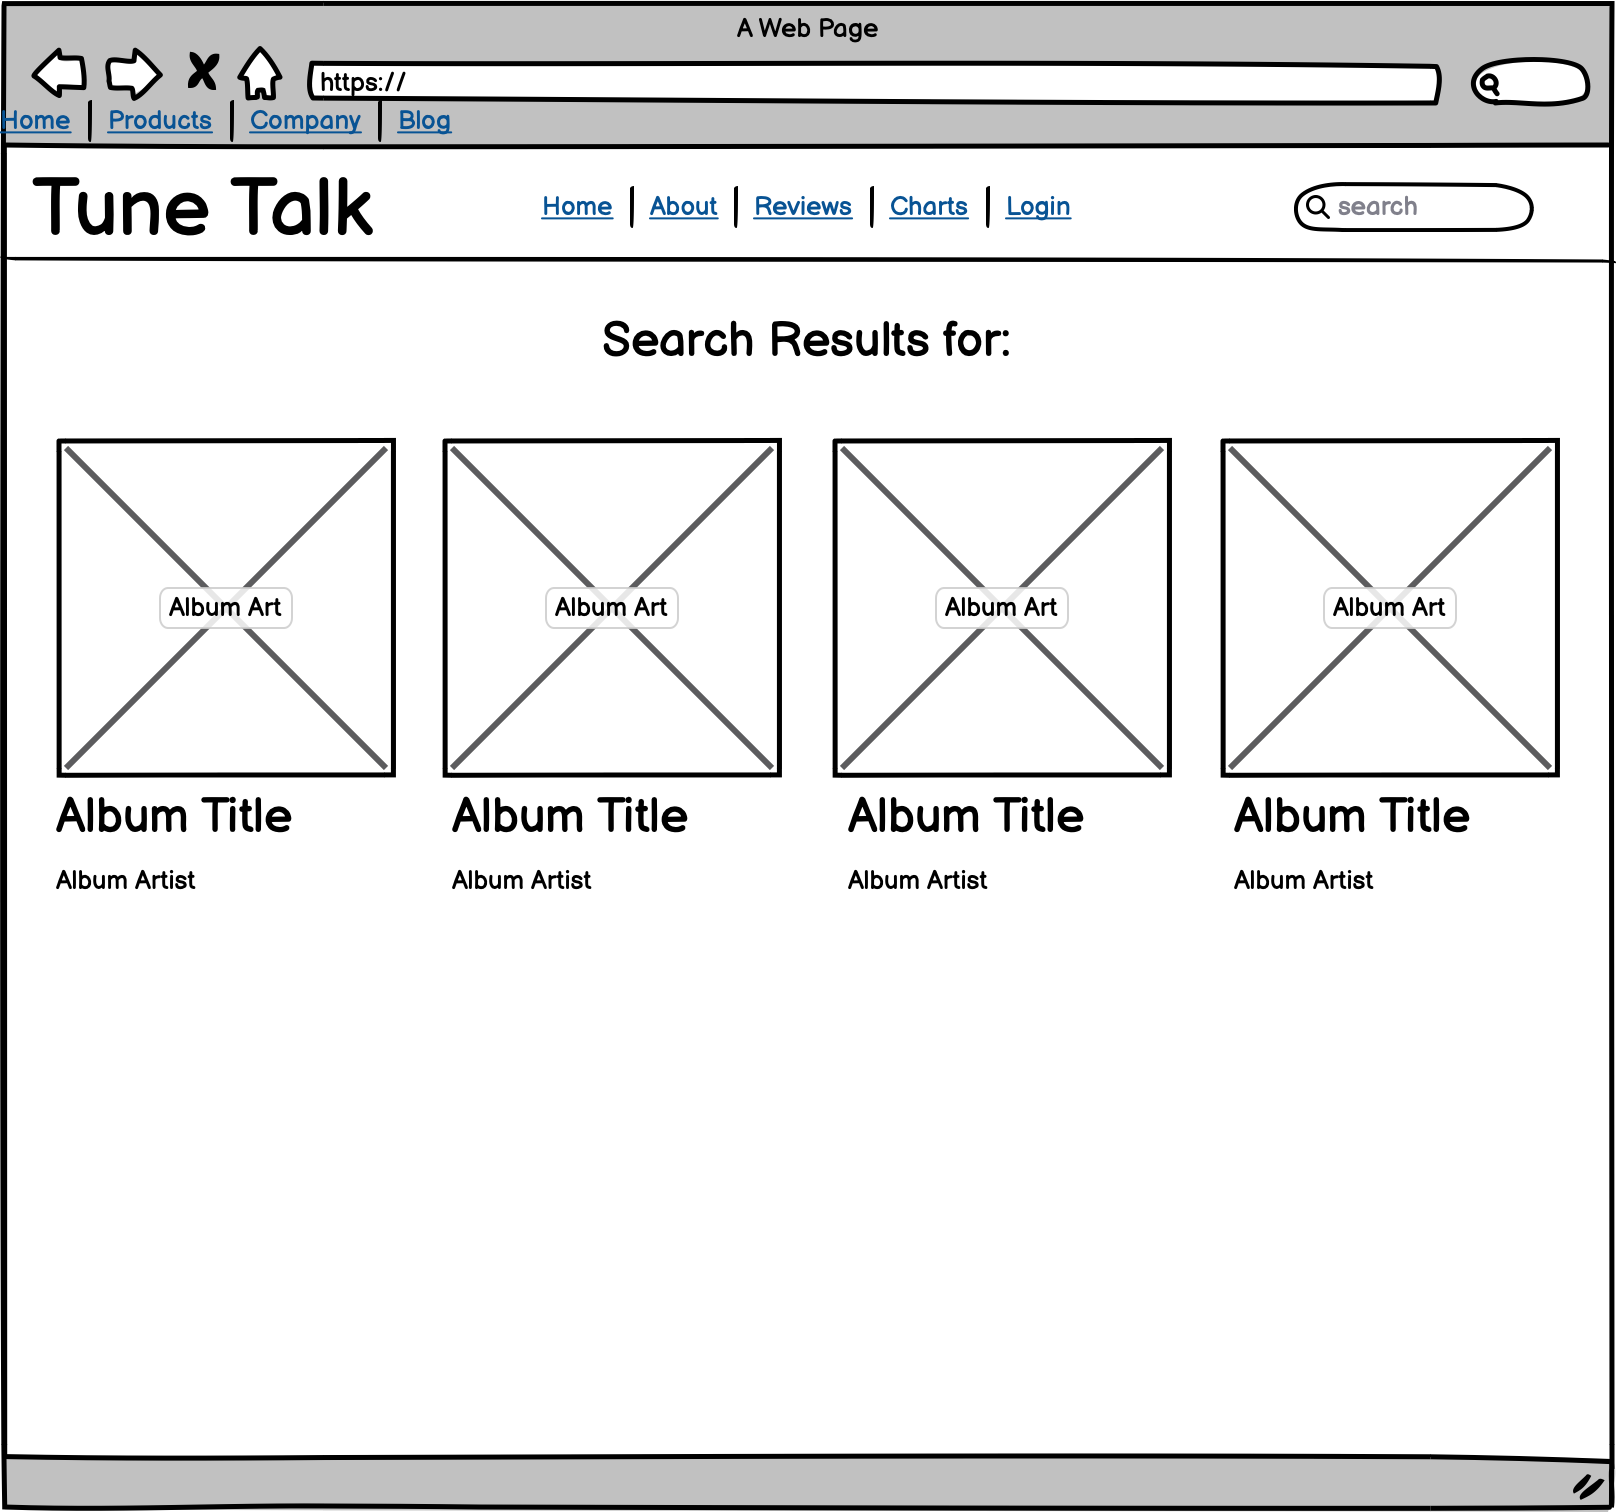 A Web Page
https://
Home Products Company Blog
Tune Talk
Home About Reviews Charts Login
search
Search Results for:
Album Art Album Art Album Art Album Art
Album Title Album Title Album Title Album Title
Album Artist Album Artist Album Artist Album Artist